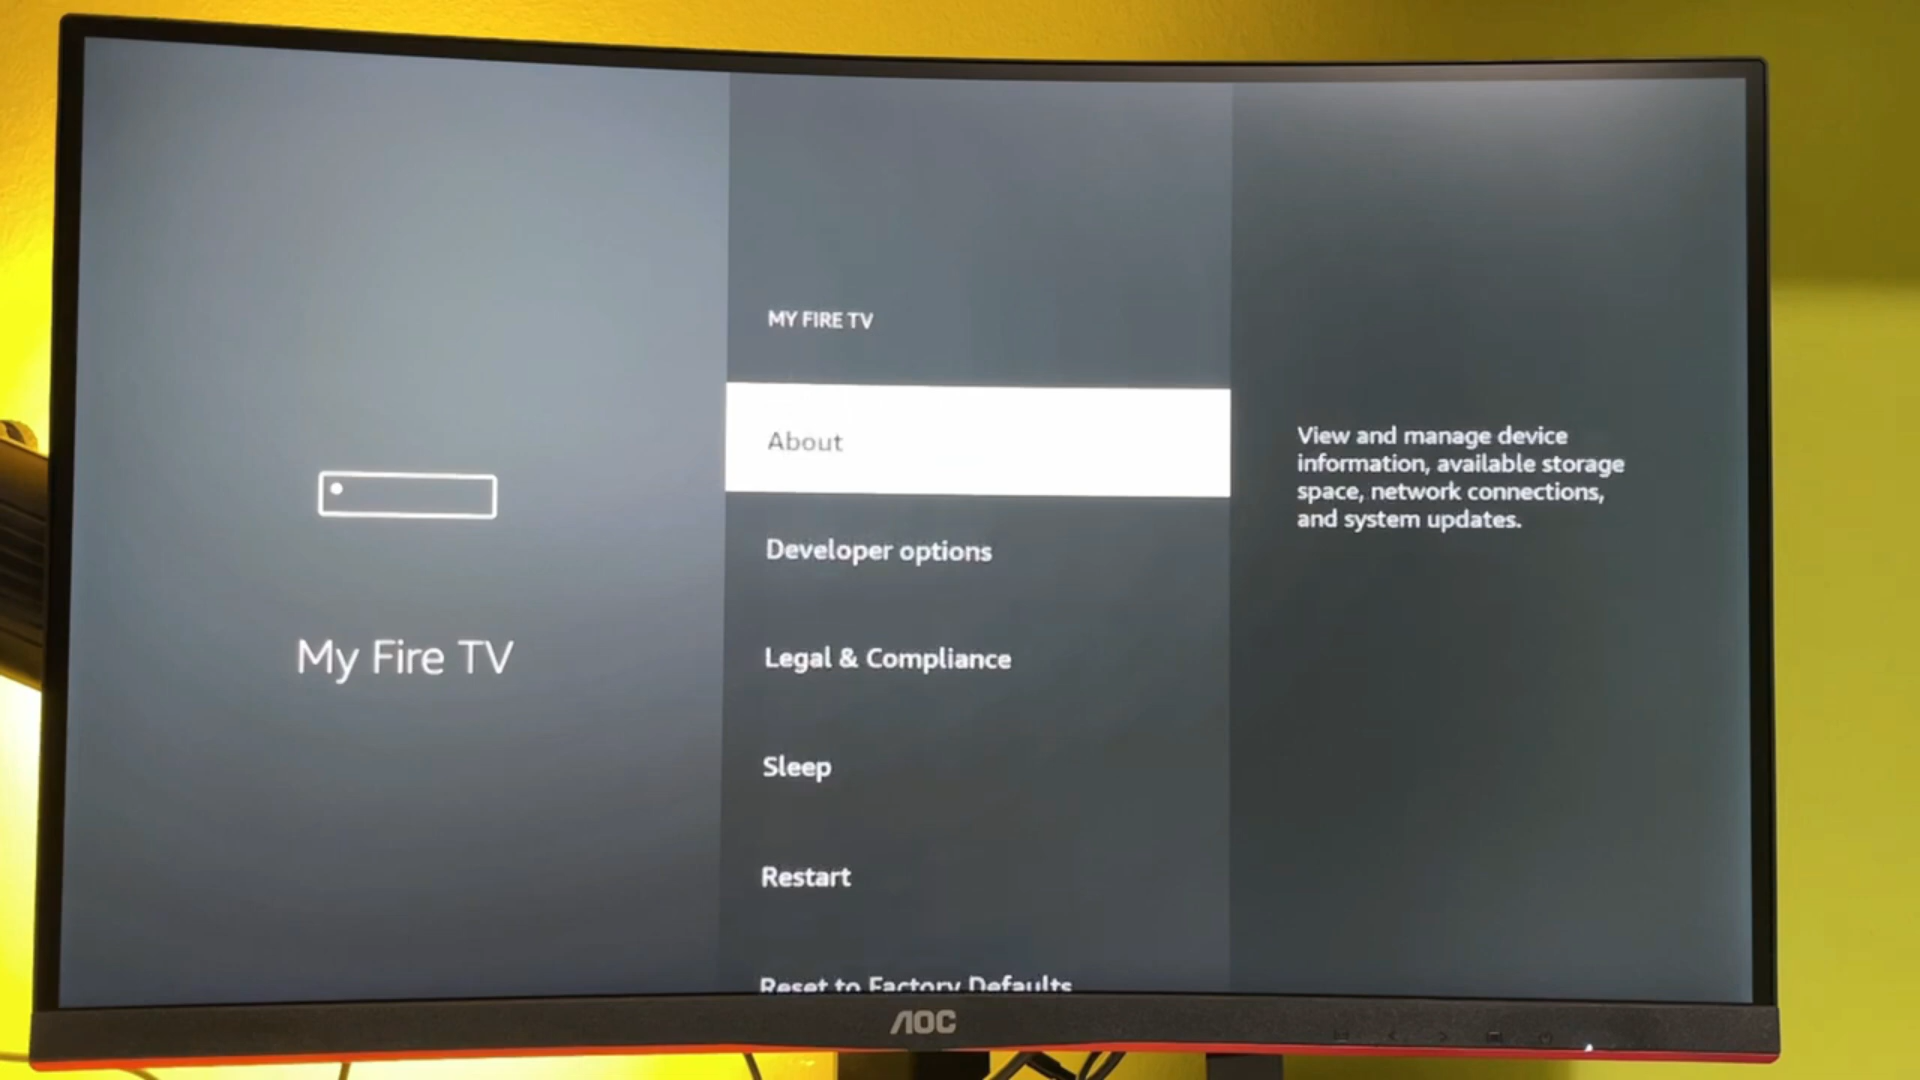 MY FIRE TV
About
Developer options
Legal & Compliance
Sleep
Restart
Reset to Factory Defaults
My Fire TV
View and manage device
information, available storage
space, network connections,
and system updates.
AOC